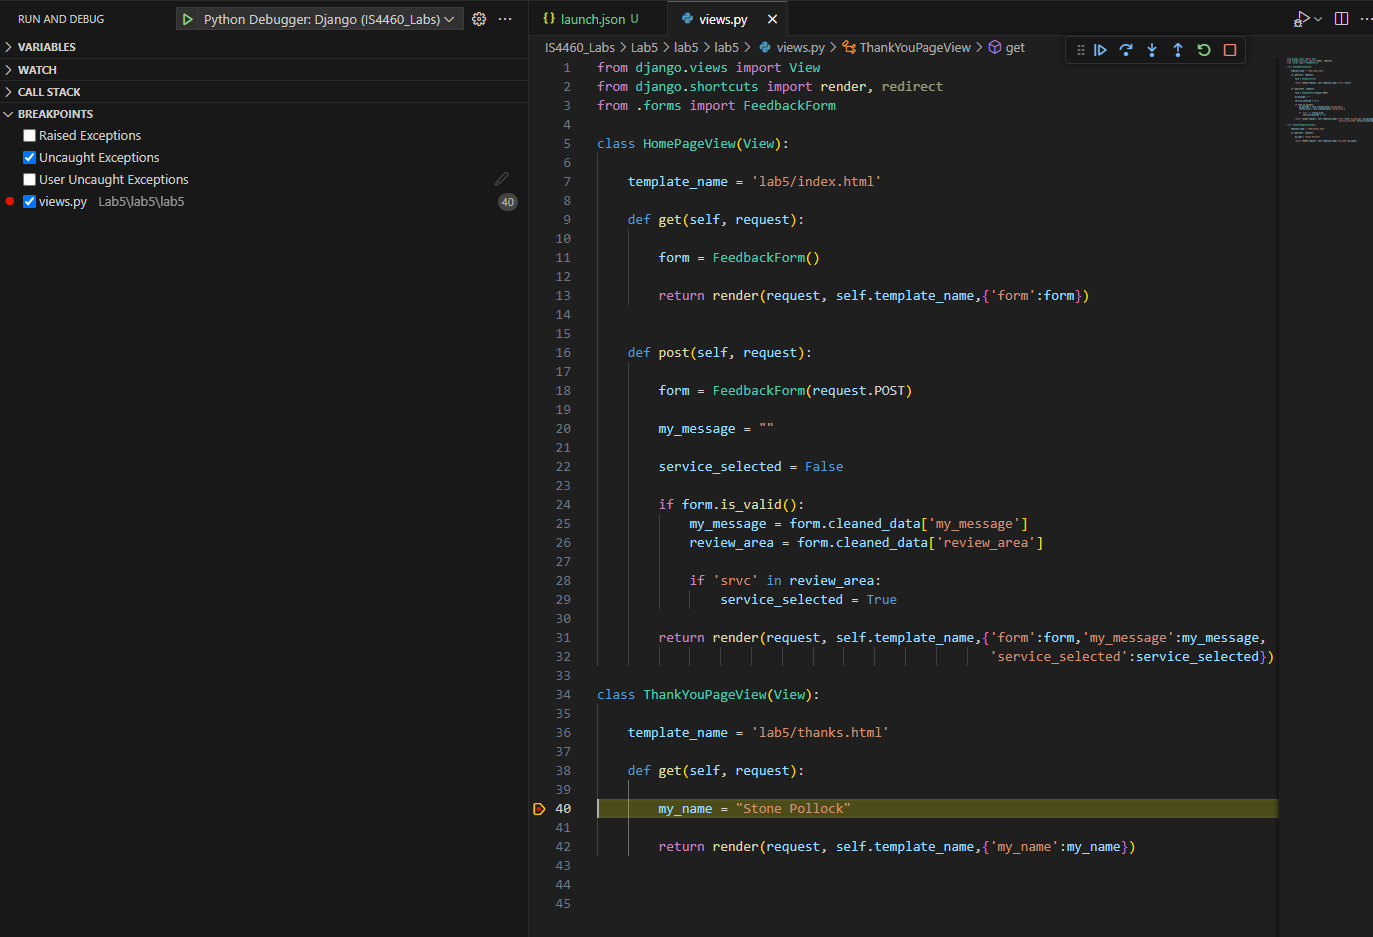 RUN AND DEBUG
Python Debugger: Django (IS4460_Labs)
VARIABLES
WATCH
CALL STACK
BREAKPOINTS
Raised Exceptions
Uncaught Exceptions
User Uncaught Exceptions
views.py Lab5\lab5\lab5 40
{} launch.json U
views.py
IS4460_Labs > Lab5 > lab5 > lab5 > views.py > ThankYouPageView > get
1 from django.views import View
2 from django.shortcuts import render, redirect
3 from .forms import FeedbackForm
4
5 class HomePageView(View):
6
7 template_name = 'lab5/index.html'
8
9 def get(self, request):
10
11 form = FeedbackForm()
12
13 return render(request, self.template_name,{'form':form})
14
15
16 def post(self, request):
17
18 form = FeedbackForm(request.POST)
19
20 my_message = ""
21
22 service_selected = False
23
24 if form.is_valid():
25 my_message = form.cleaned_data['my_message']
26 review_area = form.cleaned_data['review_area']
27
28 if 'srvc' in review_area:
29 service_selected = True
30
31 return render(request, self.template_name,{'form':form,'my_message':my_message,
32 'service_selected':service_selected})
33
34 class ThankYouPageView(View):
35
36 template_name = 'lab5/thanks.html'
37
38 def get(self, request):
39
40 my_name = "Stone Pollock"
41
42 return render(request, self.template_name,{'my_name':my_name})
43
44
45